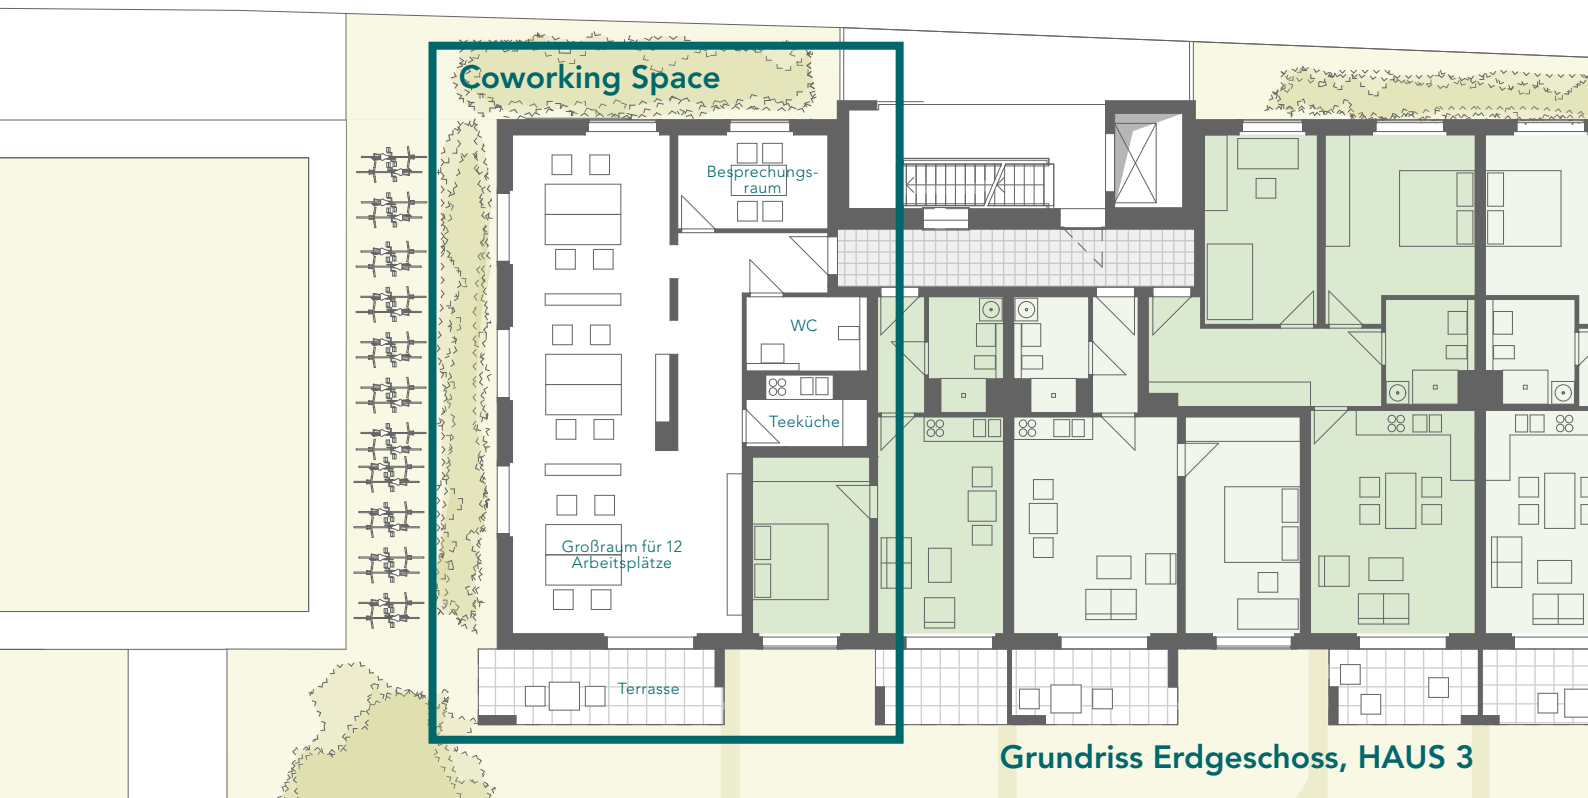 Coworking Space
Besprechungs-
raum
WC
Teeküche
Großraum für 12
Arbeitsplätze
Terrasse
Grundriss Erdgeschoss, HAUS 3